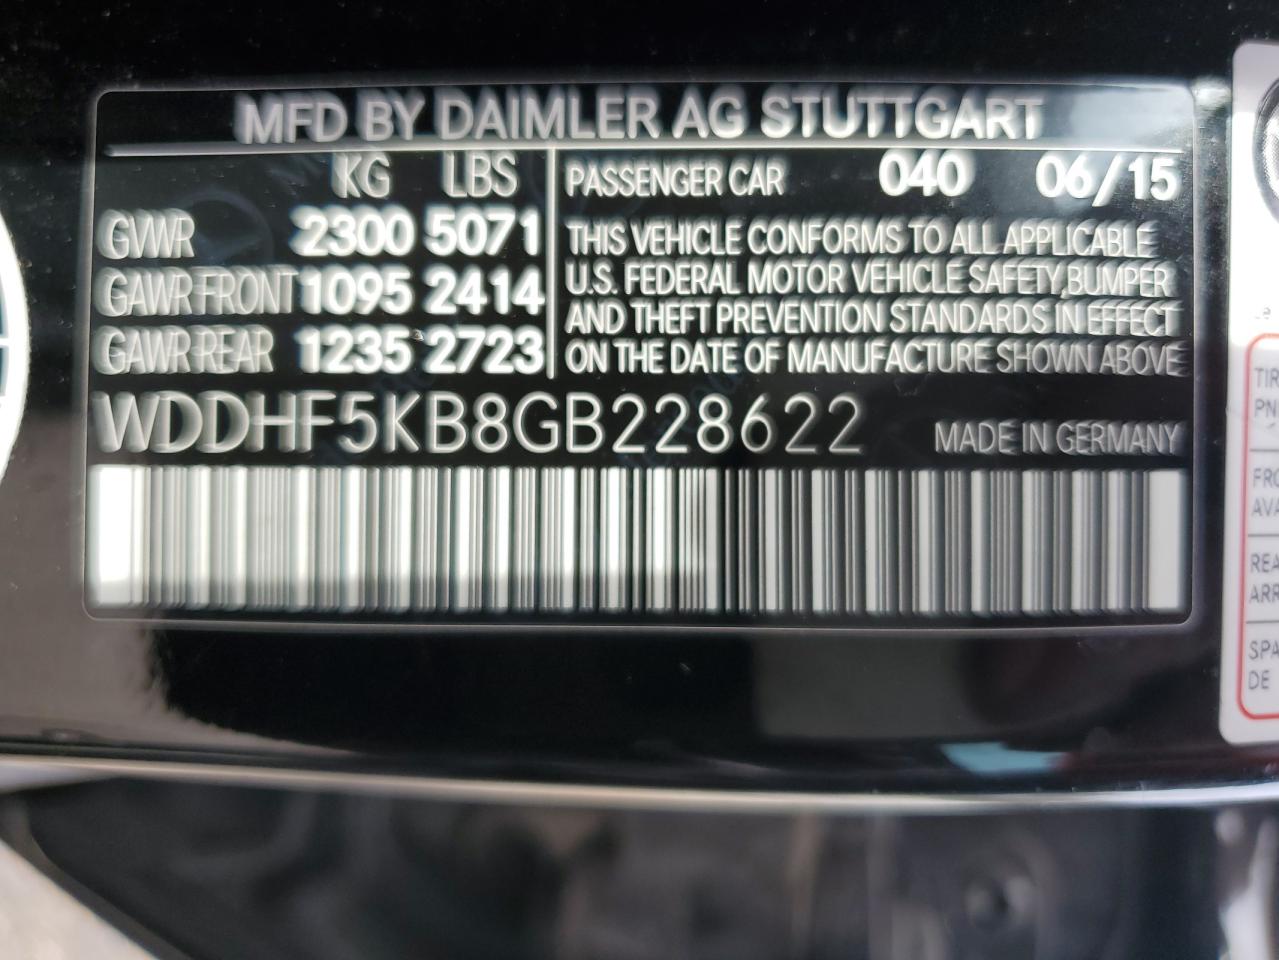 MFD BY DAIMLER AG STUTTGART
KG LBS
GVWR 2300 5071
GAWR FRONT 1095 2414
GAWR REAR 1235 2723
PASSENGER CAR 040 06/15
THIS VEHICLE CONFORMS TO ALL APPLICABLE
U.S. FEDERAL MOTOR VEHICLE SAFETY, BUMPER
AND THEFT PREVENTION STANDARDS IN EFFECT
ON THE DATE OF MANUFACTURE SHOWN ABOVE
WDDHF5KB8GB228622 MADE IN GERMANY
DE